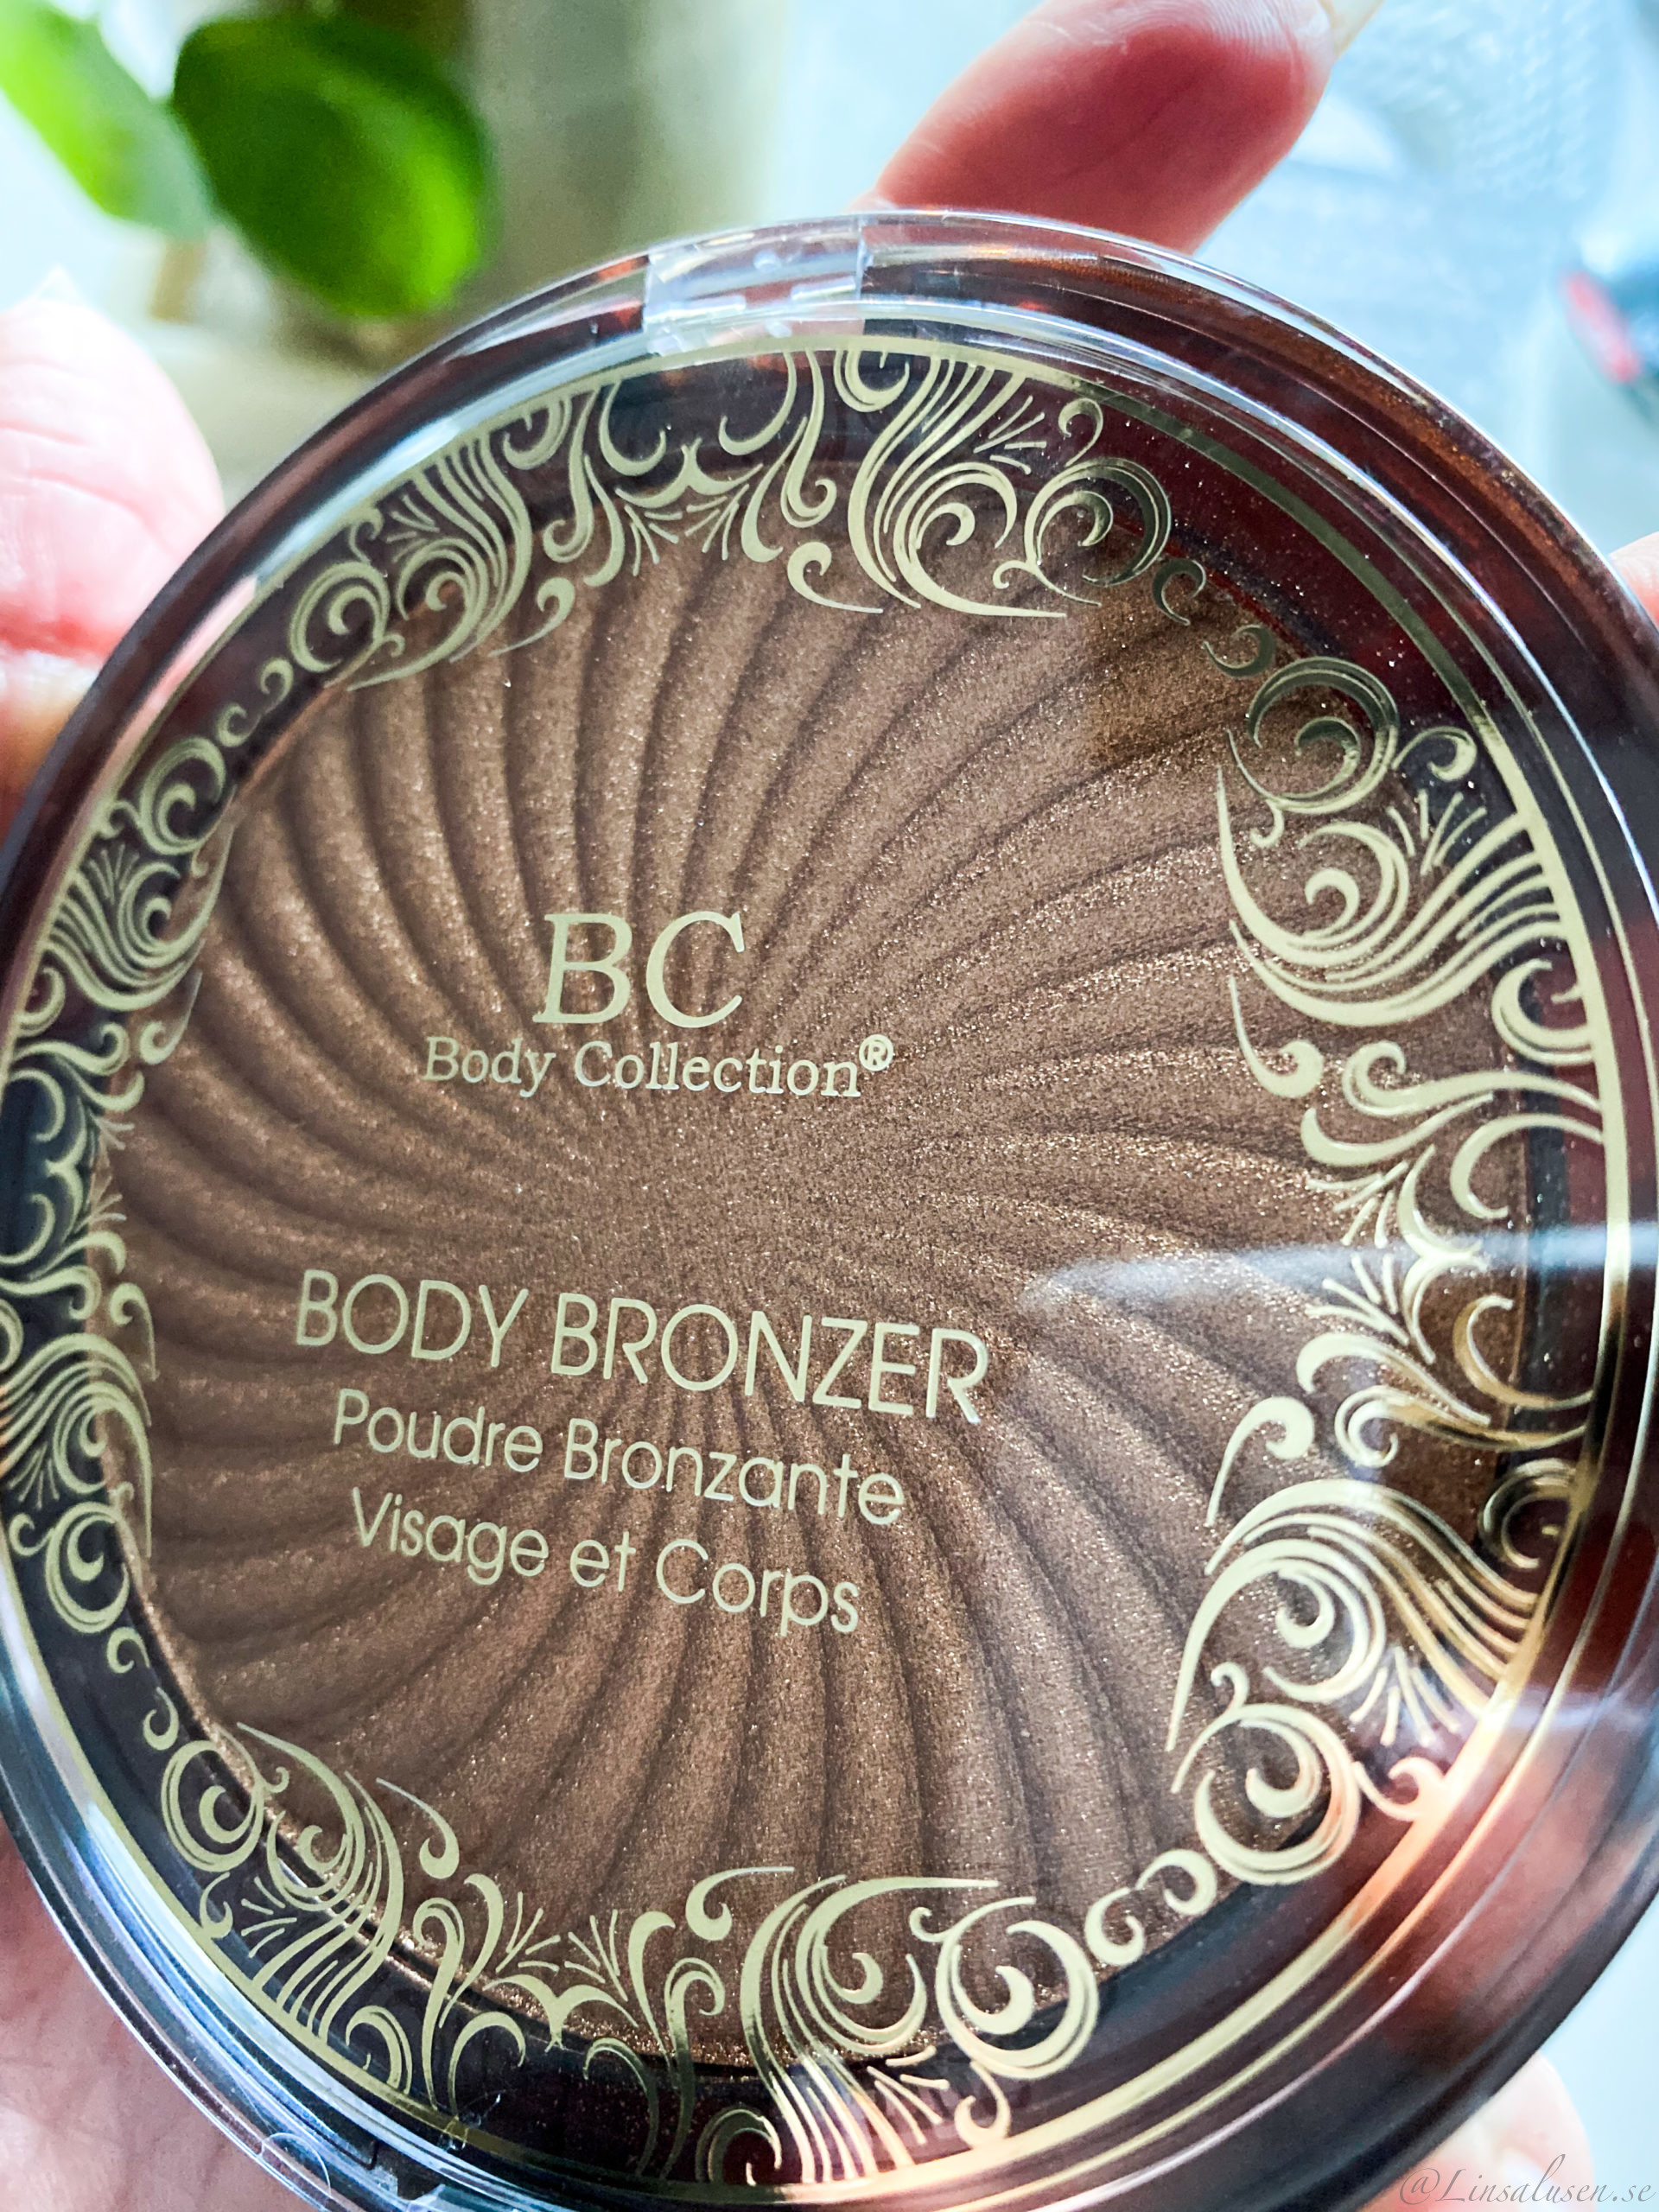 BC
Body Collection®
BODY BRONZER
Poudre Bronzante
Visage et Corps
@Linsalusen.se